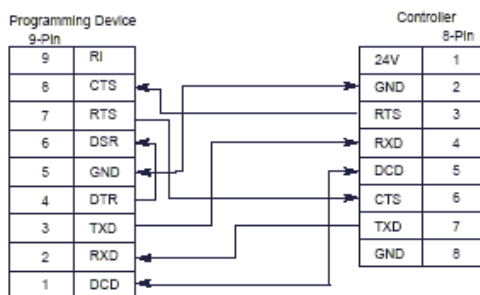 Programming Device
9-Pin
9 RI
8 CTS
7 RTS
6 DSR
5 GND
4 DTR
3 TXD
2 RXD
1 DCD
Controller
8-Pin
24V 1
GND 2
RTS 3
RXD 4
DCD 5
CTS 6
TXD 7
GND 8